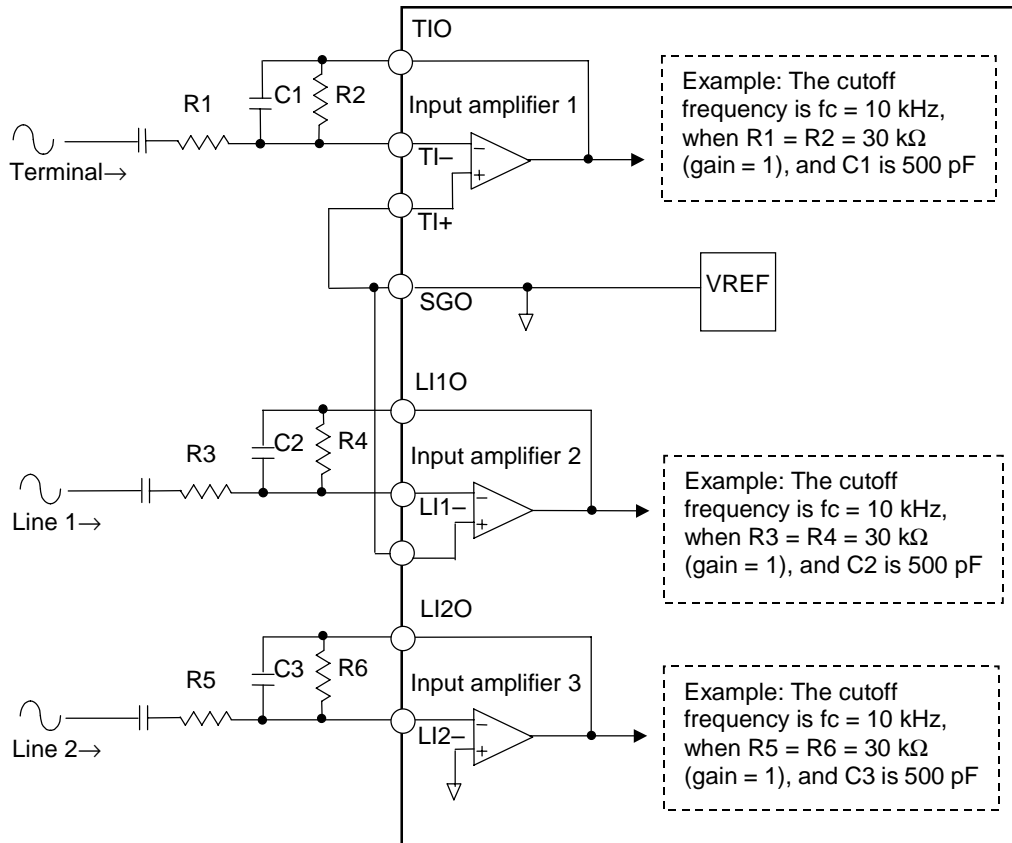 TIO
C1
R2
R1
Input amplifier 1
Terminal→
TI–
−
+
TI+
Example: The cutoff
frequency is fc = 10 kHz,
when R1 = R2 = 30 kΩ
(gain = 1), and C1 is 500 pF
SGO
VREF
LI1O
C2
R4
R3
Input amplifier 2
Line 1→
LI1–
−
+
Example: The cutoff
frequency is fc = 10 kHz,
when R3 = R4 = 30 kΩ
(gain = 1), and C2 is 500 pF
LI2O
C3
R6
R5
Input amplifier 3
Line 2→
LI2–
−
+
Example: The cutoff
frequency is fc = 10 kHz,
when R5 = R6 = 30 kΩ
(gain = 1), and C3 is 500 pF